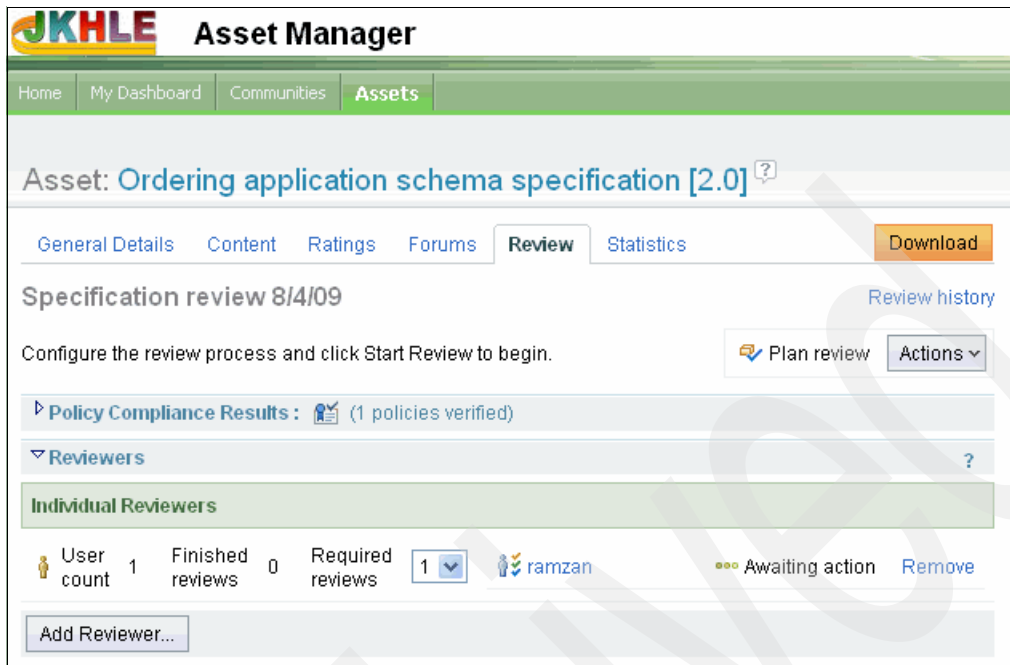 JKHLE Asset Manager
Home My Dashboard Communities Assets
Asset: Ordering application schema specification [2.0] ?
General Details Content Ratings Forums Review Statistics Download
Specification review 8/4/09 Review history
Configure the review process and click Start Review to begin. Plan review Actions
Policy Compliance Results: (1 policies verified)
Reviewers ?
Individual Reviewers
User count 1 Finished reviews 0 Required reviews 1 ramzan Awaiting action Remove
Add Reviewer...